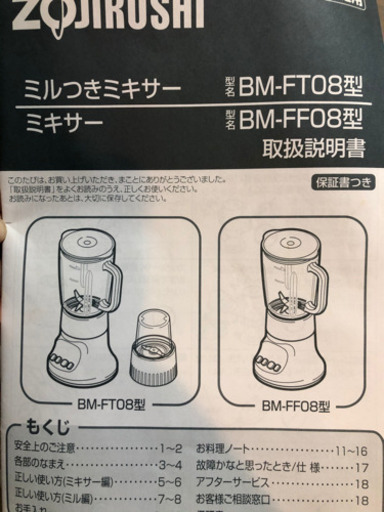 ZOJIRUSHI
ミルつきミキサー 型名 BM-FT08型
ミキサー 型名 BM-FF08型
取扱説明書
このたびは、お買い上げいただき、まことにありがとうございました。
「取扱説明書」をよくお読みのうえ、正しくお使いください。
お読みになったあとは、大切に保存してください。
保証書つき
BM-FT08型
BM-FF08型
もくじ
安全上のご注意 1~2
各部のなまえ 3~4
正しい使い方(ミキサー編) 5~6
正しい使い方(ミル編) 7~8
お手入れ
お料理ノート 11~16
故障かなと思ったとき/仕様 17
アフターサービス 18
お客様ご相談窓口 18